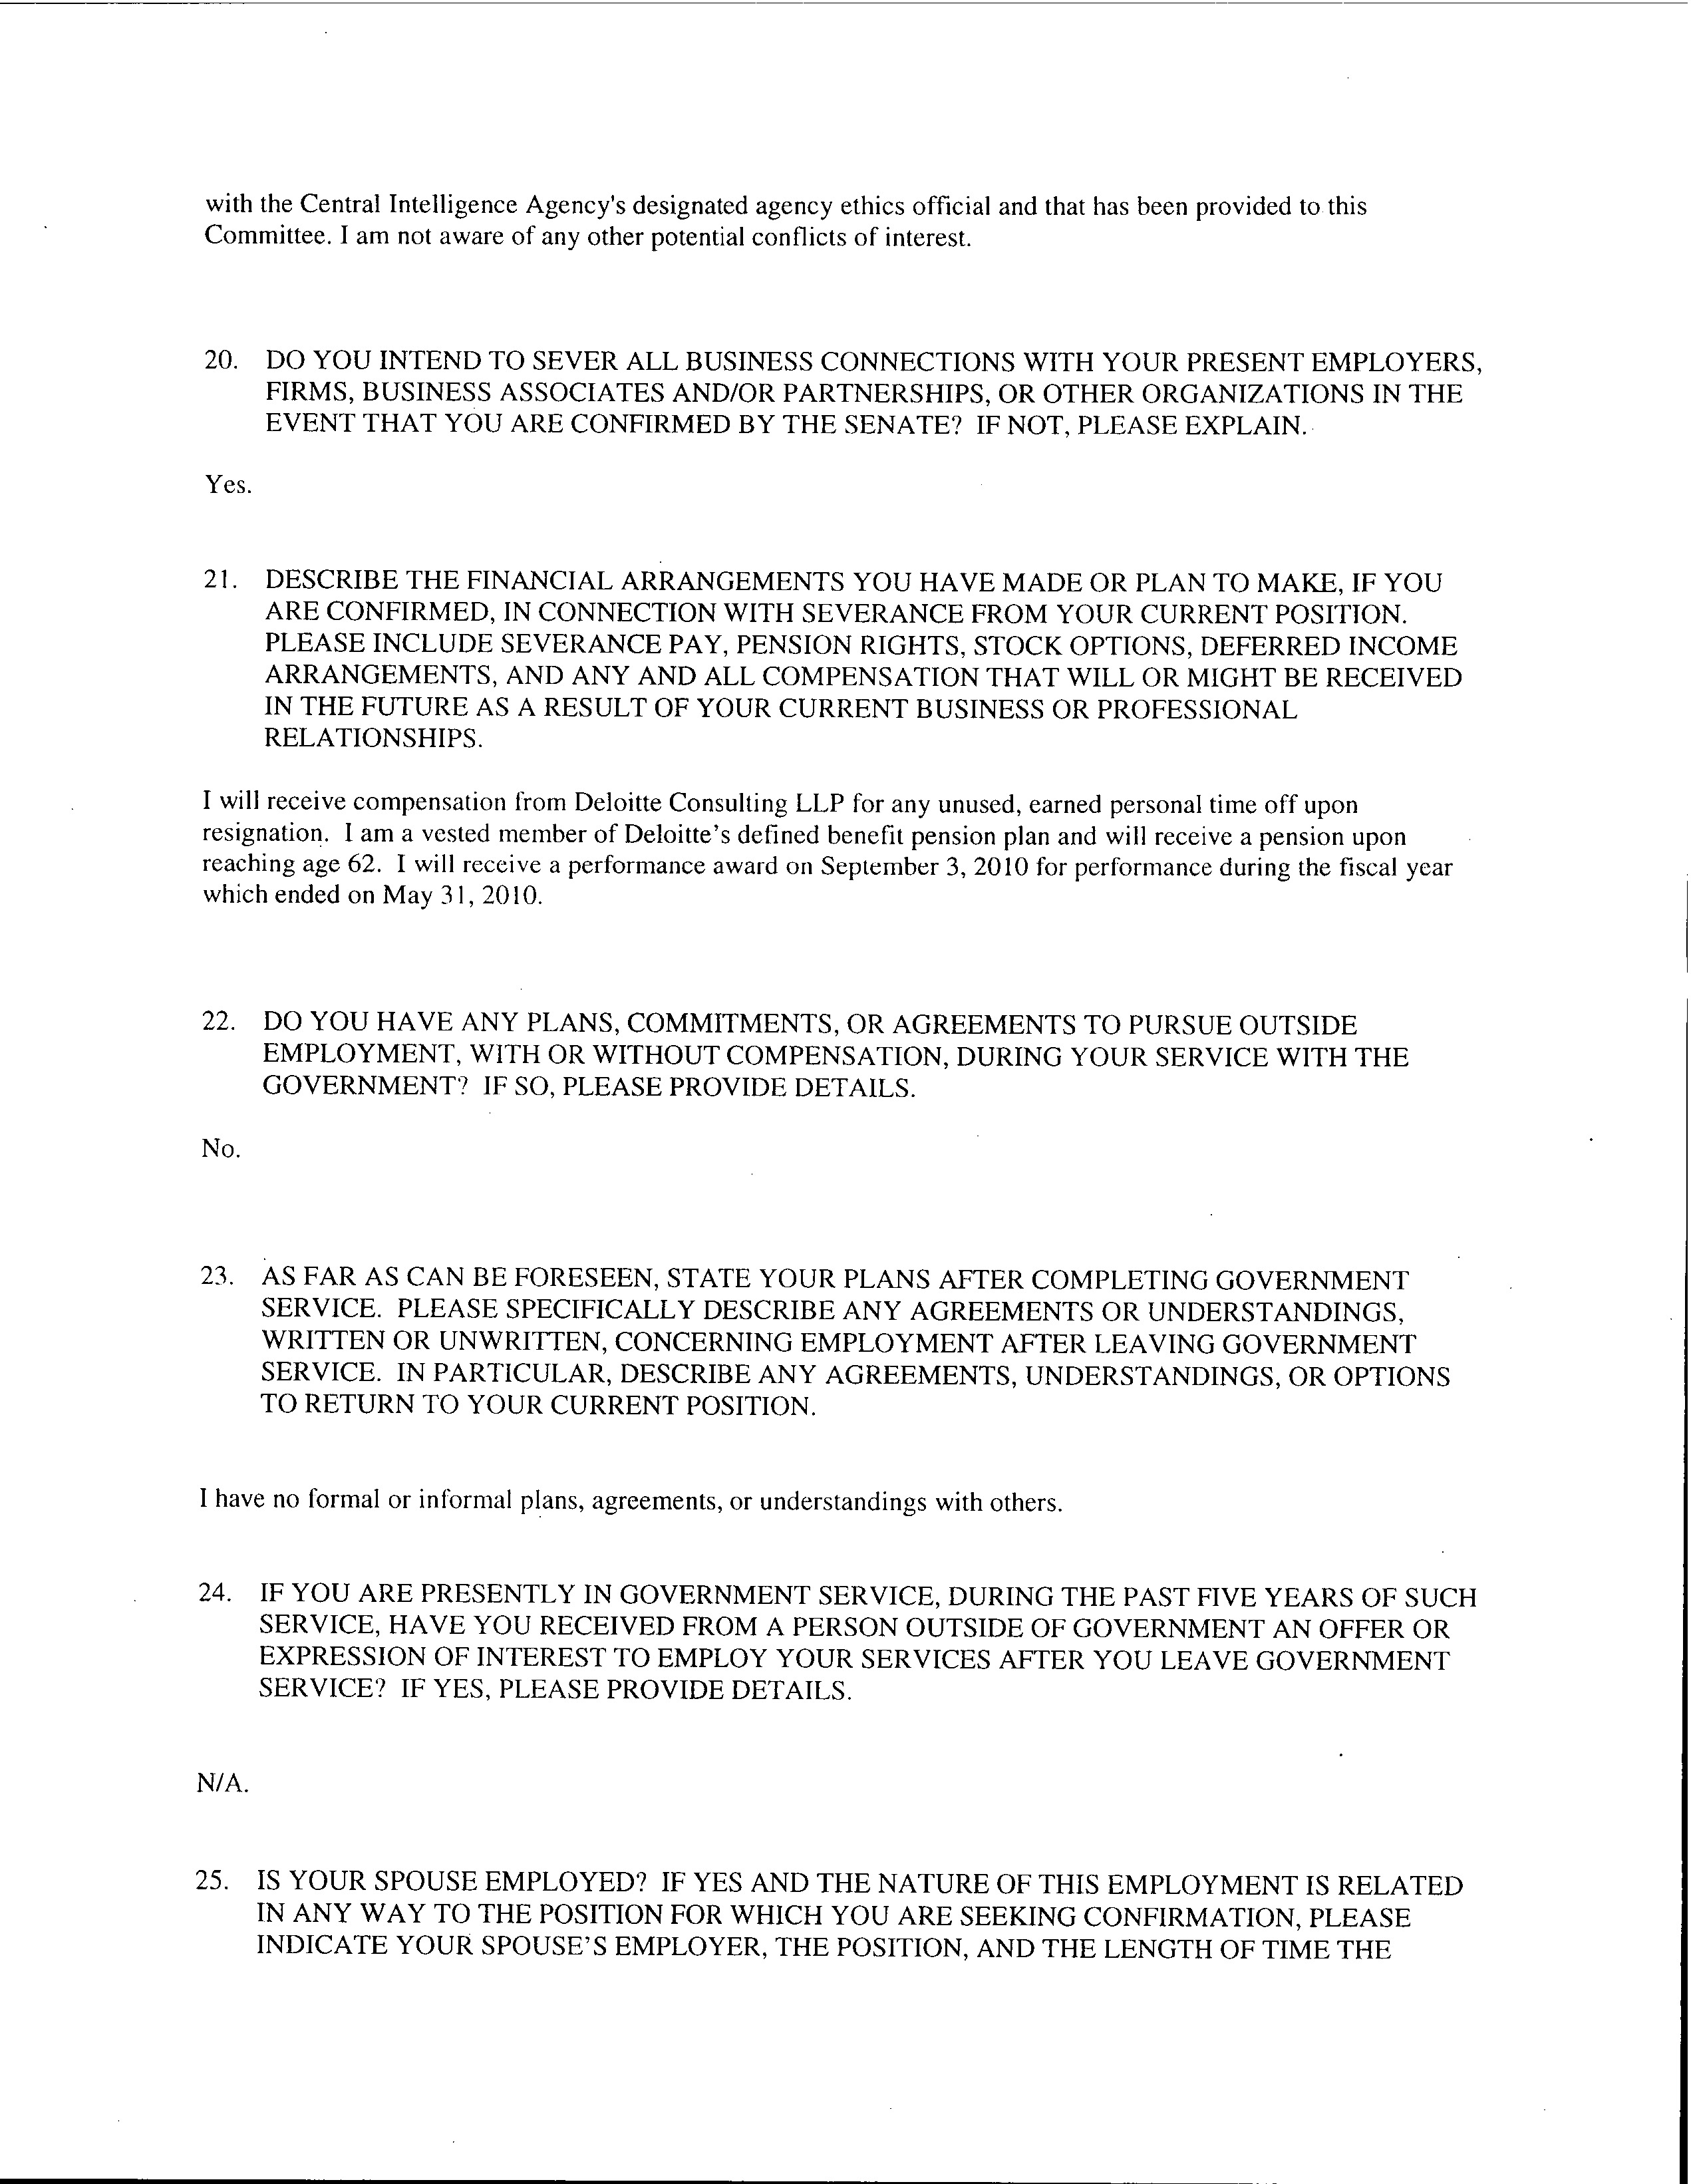 with the Central Intelligence Agency's designated agency ethics official and that has been provided to this
Committee. I am not aware of any other potential conflicts of interest.
20. DO YOU INTEND TO SEVER ALL BUSINESS CONNECTIONS WITH YOUR PRESENT EMPLOYERS,
FIRMS, BUSINESS ASSOCIATES AND/OR PARTNERSHIPS, OR OTHER ORGANIZATIONS IN THE
EVENT THAT YOU ARE CONFIRMED BY THE SENATE? IF NOT, PLEASE EXPLAIN.
Yes.
21. DESCRIBE THE FINANCIAL ARRANGEMENTS YOU HAVE MADE OR PLAN TO MAKE, IF YOU
ARE CONFIRMED, IN CONNECTION WITH SEVERANCE FROM YOUR CURRENT POSITION.
PLEASE INCLUDE SEVERANCE PAY, PENSION RIGHTS, STOCK OPTIONS, DEFERRED INCOME
ARRANGEMENTS, AND ANY AND ALL COMPENSATION THAT WILL OR MIGHT BE RECEIVED
IN THE FUTURE AS A RESULT OF YOUR CURRENT BUSINESS OR PROFESSIONAL
RELATIONSHIPS.
I will receive compensation from Deloitte Consulting LLP for any unused, earned personal time off upon
resignation. I am a vested member of Deloitte's defined benefit pension plan and will receive a pension upon
reaching age 62. I will receive a performance award on September 3, 2010 for performance during the fiscal year
which ended on May 31, 2010.
22. DO YOU HAVE ANY PLANS, COMMITMENTS, OR AGREEMENTS TO PURSUE OUTSIDE
EMPLOYMENT, WITH OR WITHOUT COMPENSATION, DURING YOUR SERVICE WITH THE
GOVERNMENT? IF SO, PLEASE PROVIDE DETAILS.
No.
23. AS FAR AS CAN BE FORESEEN, STATE YOUR PLANS AFTER COMPLETING GOVERNMENT
SERVICE. PLEASE SPECIFICALLY DESCRIBE ANY AGREEMENTS OR UNDERSTANDINGS,
WRITTEN OR UNWRITTEN, CONCERNING EMPLOYMENT AFTER LEAVING GOVERNMENT
SERVICE. IN PARTICULAR, DESCRIBE ANY AGREEMENTS, UNDERSTANDINGS, OR OPTIONS
TO RETURN TO YOUR CURRENT POSITION.
I have no formal or informal plans, agreements, or understandings with others.
24. IF YOU ARE PRESENTLY IN GOVERNMENT SERVICE, DURING THE PAST FIVE YEARS OF SUCH
SERVICE, HAVE YOU RECEIVED FROM A PERSON OUTSIDE OF GOVERNMENT AN OFFER OR
EXPRESSION OF INTEREST TO EMPLOY YOUR SERVICES AFTER YOU LEAVE GOVERNMENT
SERVICE? IF YES, PLEASE PROVIDE DETAILS.
N/A.
25. IS YOUR SPOUSE EMPLOYED? IF YES AND THE NATURE OF THIS EMPLOYMENT IS RELATED
IN ANY WAY TO THE POSITION FOR WHICH YOU ARE SEEKING CONFIRMATION, PLEASE
INDICATE YOUR SPOUSE'S EMPLOYER, THE POSITION, AND THE LENGTH OF TIME THE